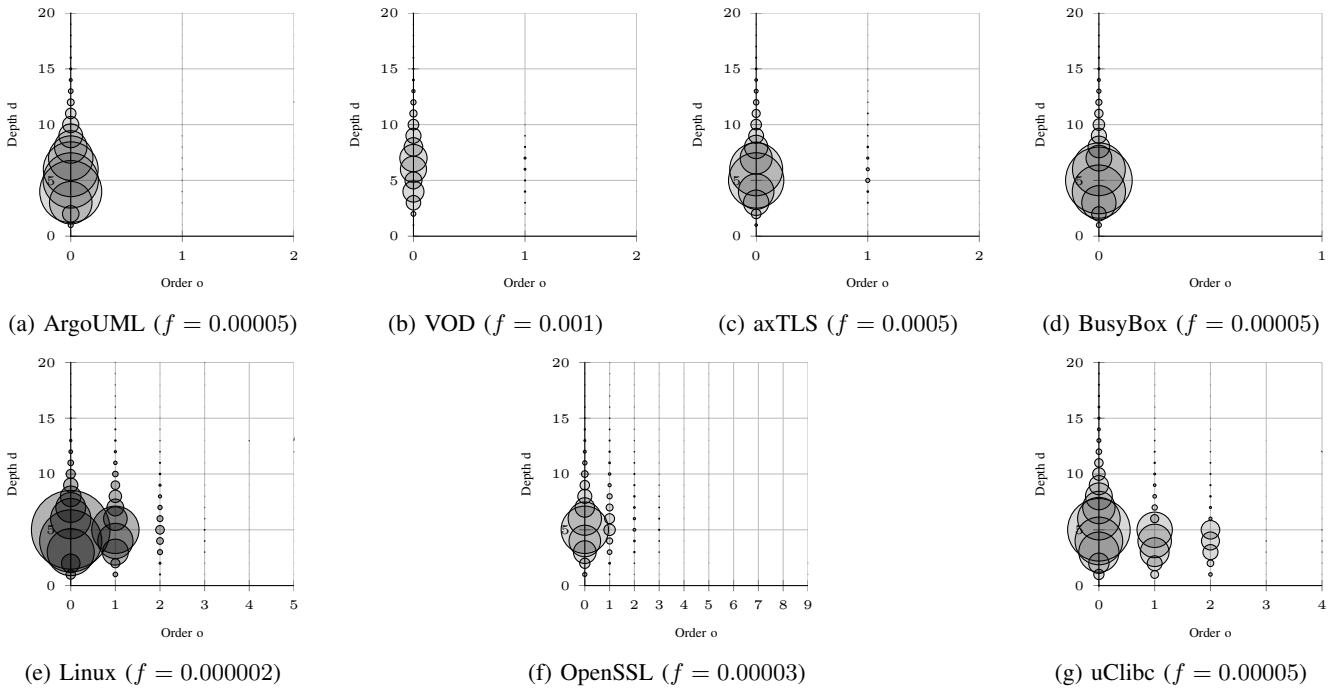 20
15
10
5
0
Depth d
0 1 2
Order o
(a) ArgoUML (f = 0.00005)
20
15
10
5
0
Depth d
0 1 2
Order o
(b) VOD (f = 0.001)
20
15
10
5
0
Depth d
0 1 2
Order o
(c) axTLS (f = 0.0005)
20
15
10
5
0
Depth d
0 1
Order o
(d) BusyBox (f = 0.00005)
20
15
10
5
0
Depth d
0 1 2 3 4 5
Order o
(e) Linux (f = 0.000002)
20
15
10
5
0
Depth d
0 1 2 3 4 5 6 7 8 9
Order o
(f) OpenSSL (f = 0.00003)
20
15
10
5
0
Depth d
0 1 2 3 4
Order o
(g) uClibc (f = 0.00005)